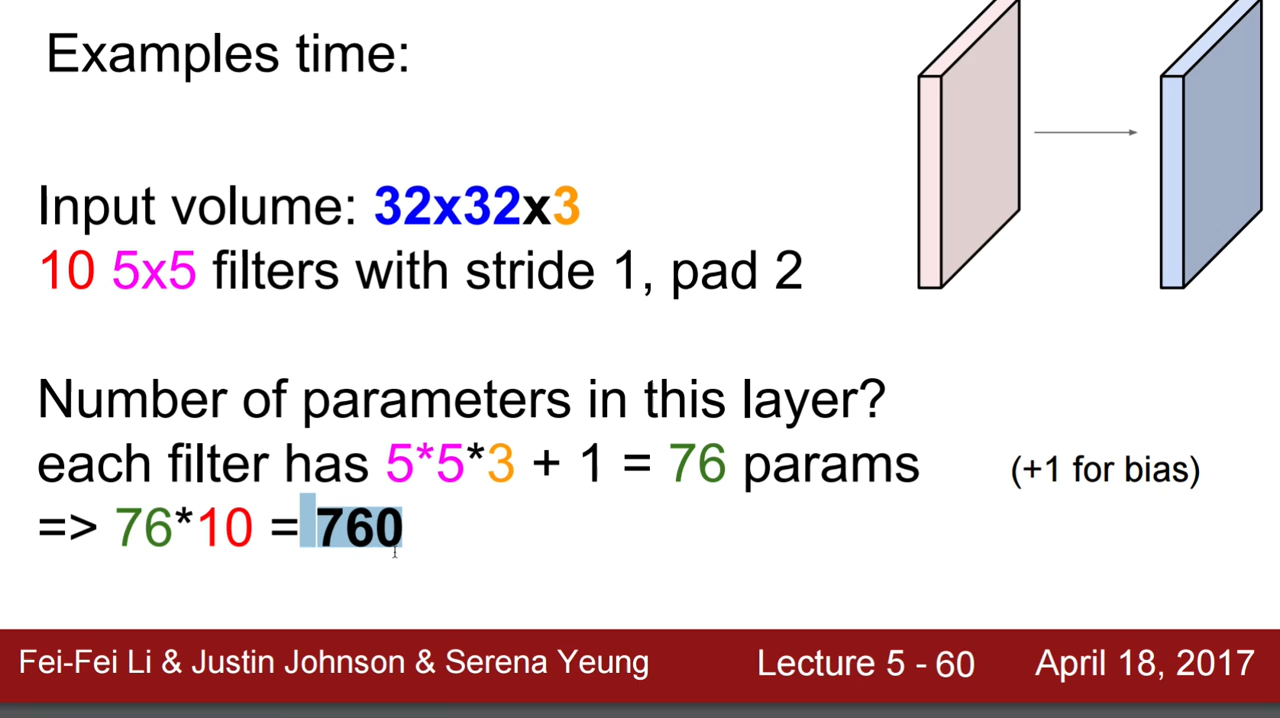 Examples time:
Input volume: 32x32x3
10 5x5 filters with stride 1, pad 2
Number of parameters in this layer?
each filter has 5*5*3 + 1 = 76 params (+1 for bias)
=> 76*10 = 760
Fei-Fei Li & Justin Johnson & Serena Yeung Lecture 5 - 60 April 18, 2017